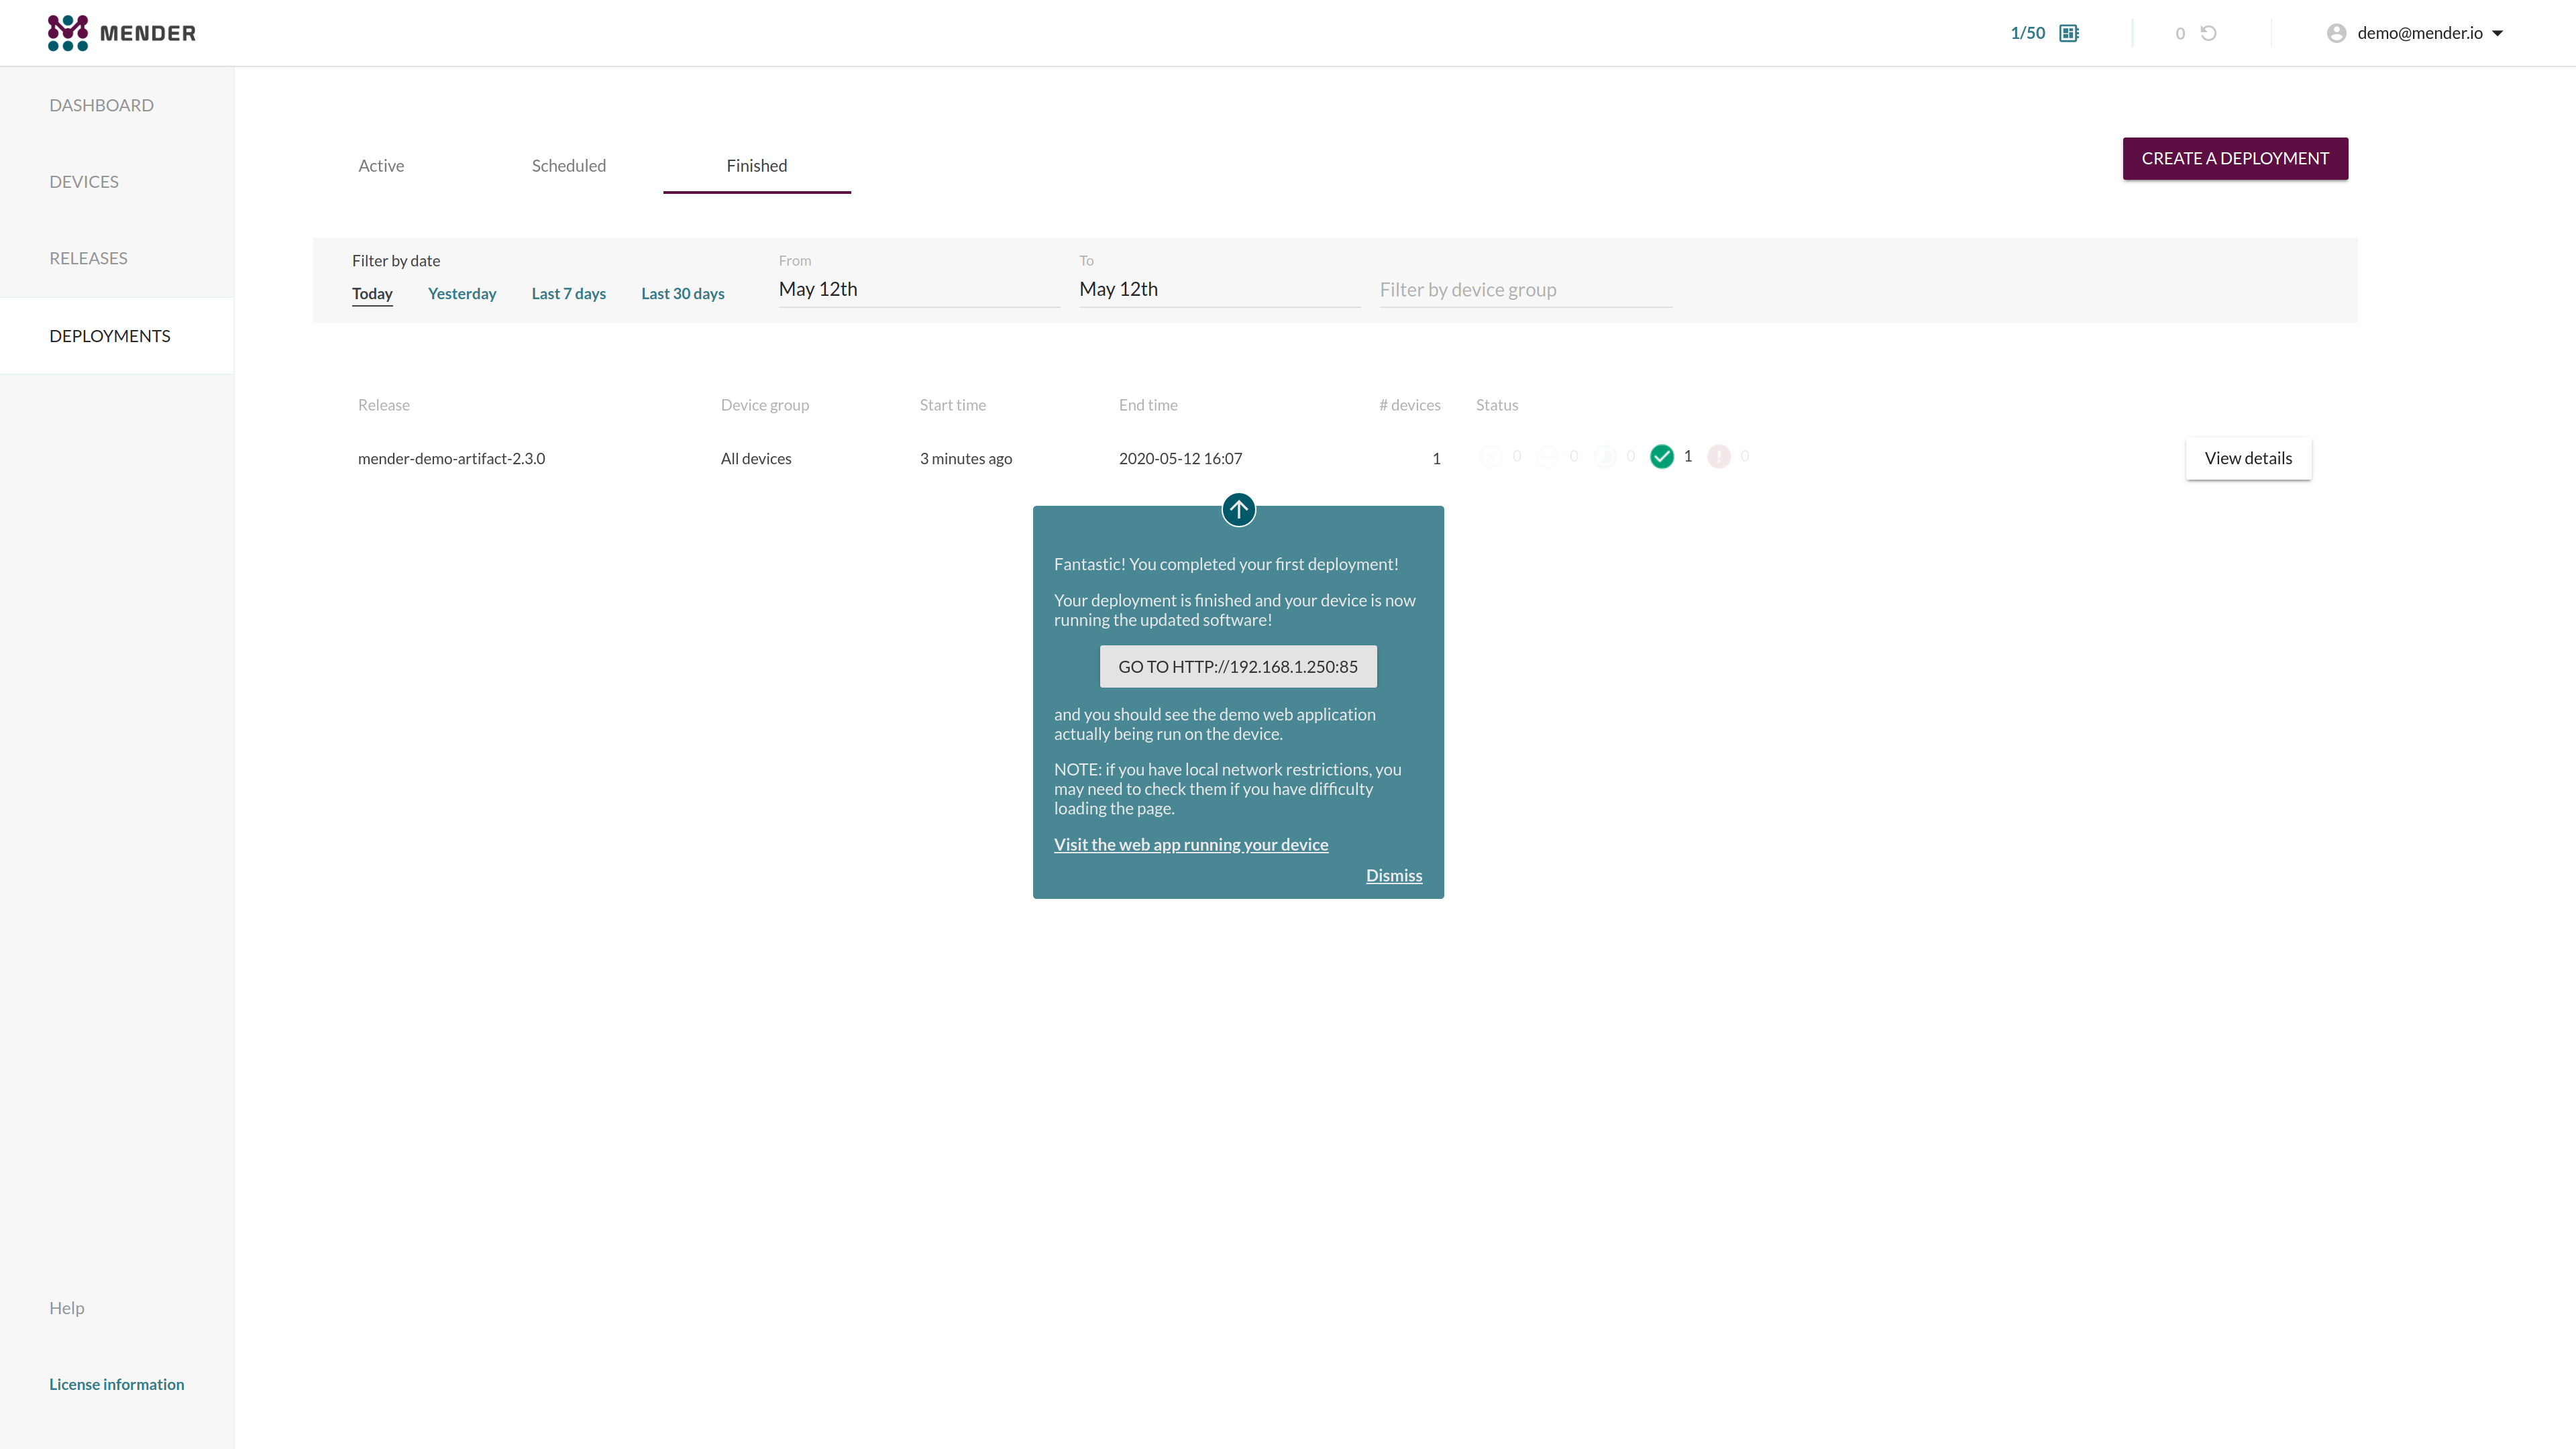 MENDER
1/50
0
demo@mender.io
DASHBOARD
DEVICES
RELEASES
DEPLOYMENTS
Active
Scheduled
Finished
CREATE A DEPLOYMENT
Filter by date
Today
Yesterday
Last 7 days
Last 30 days
From
May 12th
To
May 12th
Filter by device group
Release
Device group
Start time
End time
# devices
Status
mender-demo-artifact-2.3.0
All devices
3 minutes ago
2020-05-12 16:07
1
0
0
0
1
0
View details
Fantastic! You completed your first deployment!
Your deployment is finished and your device is now
running the updated software!
GO TO HTTP://192.168.1.250:85
and you should see the demo web application
actually being run on the device.
NOTE: if you have local network restrictions, you
may need to check them if you have difficulty
loading the page.
Visit the web app running your device
Dismiss
Help
License information